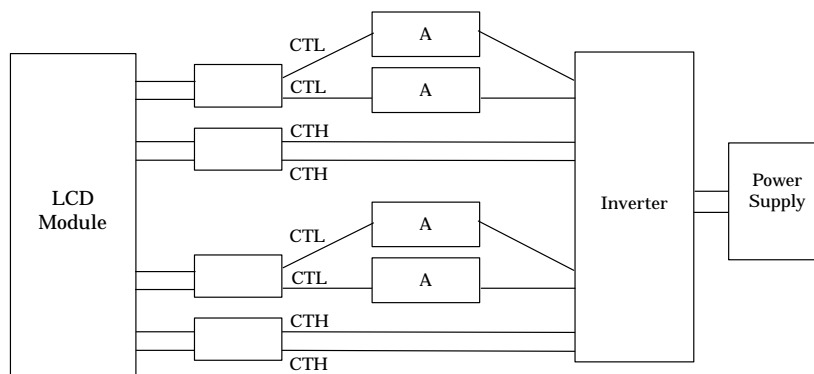 CTL
A
CTL
A
CTH
CTH
LCD
Module
Inverter
Power
Supply
CTL
A
CTL
A
CTH
CTH